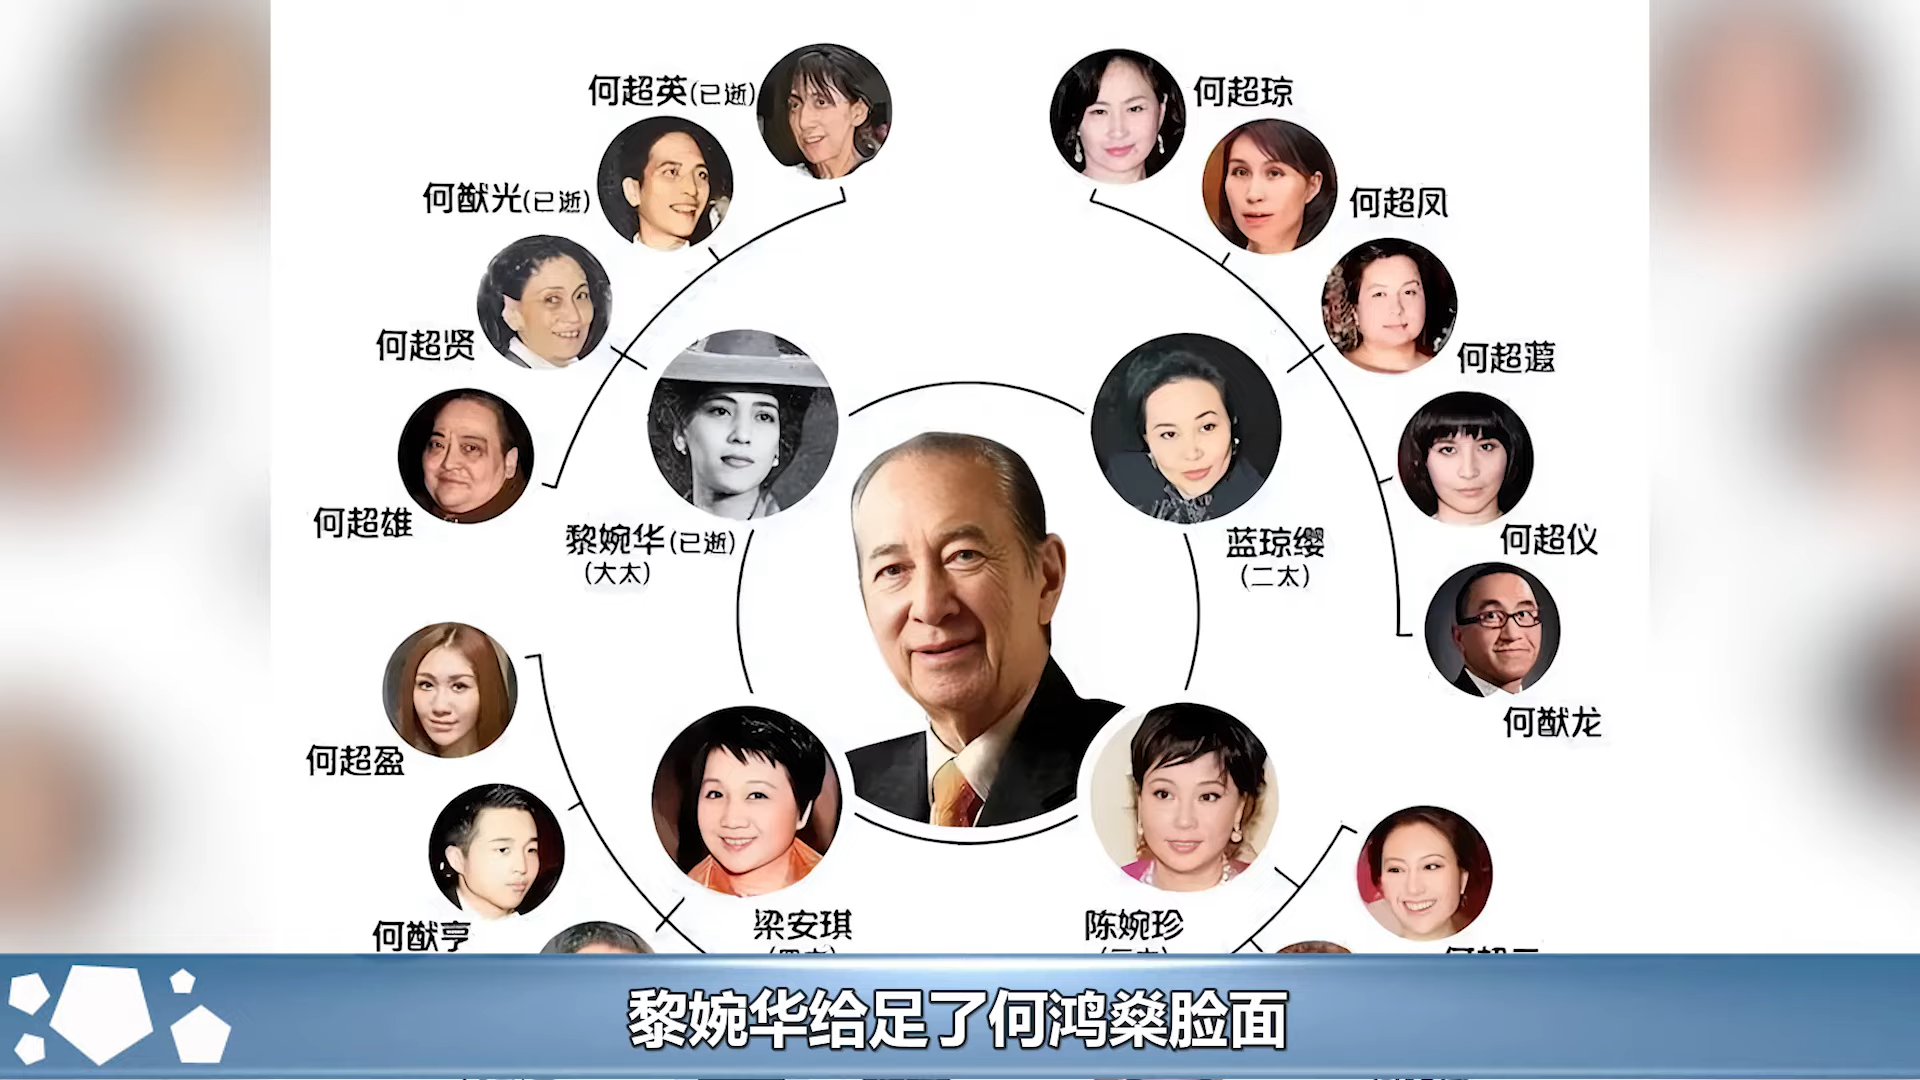 何超英(已逝)
何超琼
何猷光(已逝)
何超凤
何超贤
何超蕸
何超雄
黎婉华(已逝)
(大太)
蓝琼缨
(二太)
何超仪
何猷龙
何超盈
何猷亨
梁安琪
陈婉珍
黎婉华给足了何鸿燊脸面